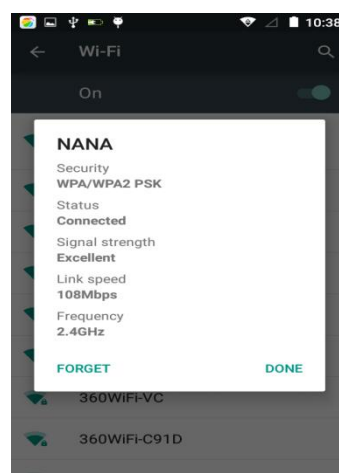 10:38
Wi-Fi
On
NANA
Security
WPA/WPA2 PSK
Status
Connected
Signal strength
Excellent
Link speed
108Mbps
Frequency
2.4GHz
FORGET DONE
360WiFi-VC
360WiFi-C91D